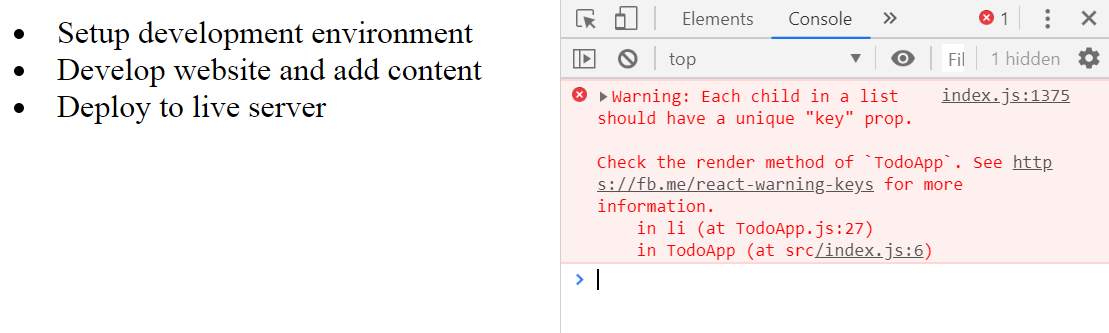 Setup development environment
Develop website and add content
Deploy to live server
Elements Console » 1
top Fil 1 hidden
Warning: Each child in a list index.js:1375
should have a unique "key" prop.
Check the render method of `TodoApp`. See http
s://fb.me/react-warning-keys for more
information.
in li (at TodoApp.js:27)
in TodoApp (at src/index.js:6)